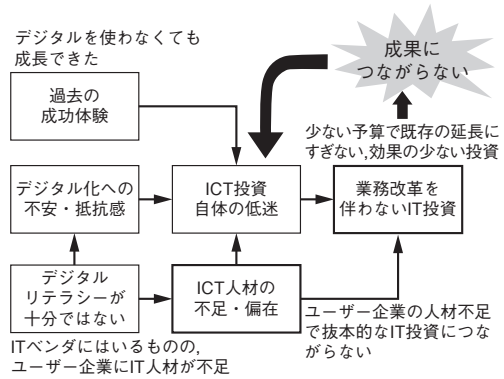 デジタルを使わなくても
成長できた
過去の
成功体験
成果に
つながらない
少ない予算で既存の延長に
すぎない,効果の少ない投資
デジタル化への
不安・抵抗感
ICT投資
自体の低迷
業務改革を
伴わないIT投資
デジタル
リテラシーが
十分ではない
ICT人材の
不足・偏在
ユーザー企業の人材不足
で抜本的なIT投資につな
がらない
ITベンダにはいるものの,
ユーザー企業にIT人材が不足